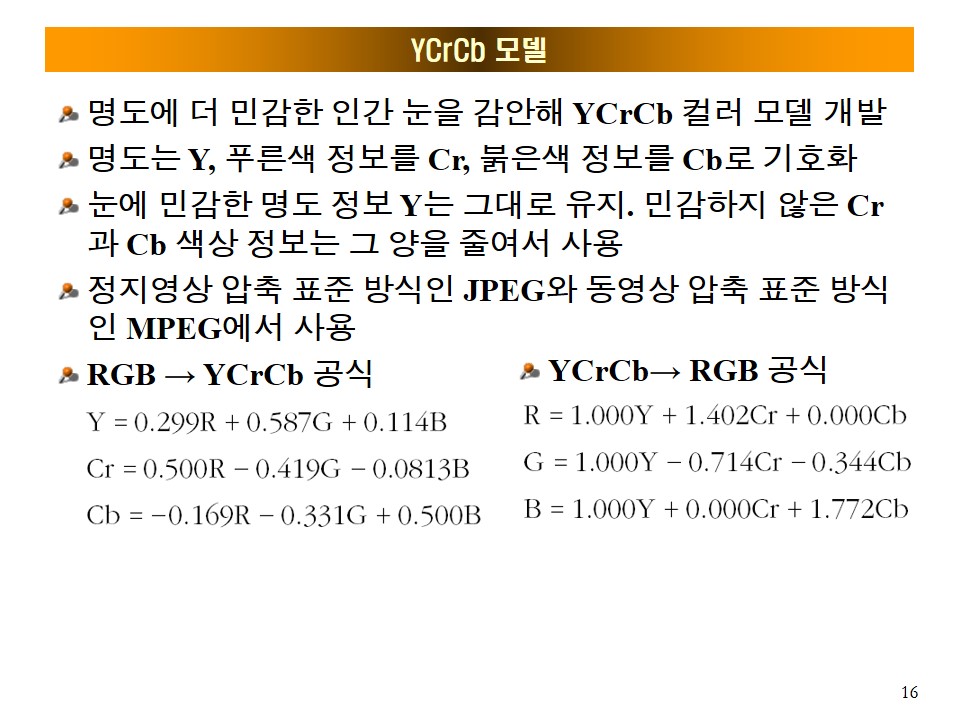 YCrCb 모델
명도에 더 민감한 인간 눈을 감안해 YCrCb 컬러 모델 개발
명도는 Y, 푸른색 정보를 Cr, 붉은색 정보를 Cb로 기호화
눈에 민감한 명도 정보 Y는 그대로 유지. 민감하지 않은 Cr
과 Cb 색상 정보는 그 양을 줄여서 사용
정지영상 압축 표준 방식인 JPEG와 동영상 압축 표준 방식
인 MPEG에서 사용
RGB → YCrCb 공식
Y = 0.299R + 0.587G + 0.114B
Cr = 0.500R − 0.419G − 0.0813B
Cb = −0.169R − 0.331G + 0.500B
YCrCb→ RGB 공식
R = 1.000Y + 1.402Cr + 0.000Cb
G = 1.000Y − 0.714Cr − 0.344Cb
B = 1.000Y + 0.000Cr + 1.772Cb
16